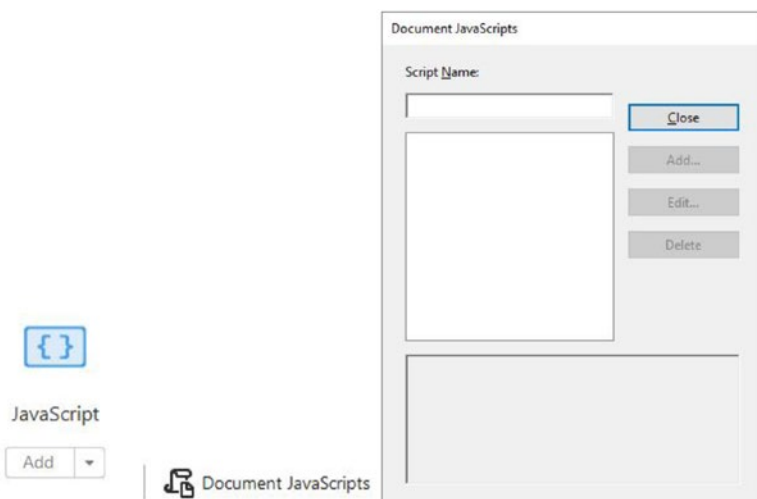 Document JavaScripts
Script Name:
Close
Add...
Edit...
Delete
{ }
JavaScript
Add
Document JavaScripts